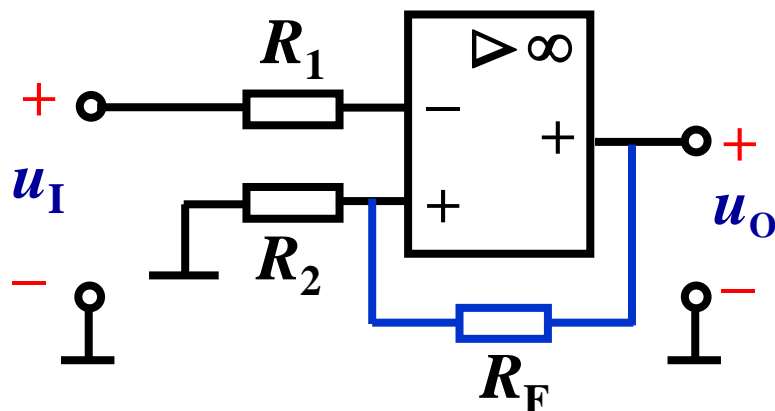 R1
▷ ∞
+
−
+
+
uI
uO
+
−
R2
−
RF